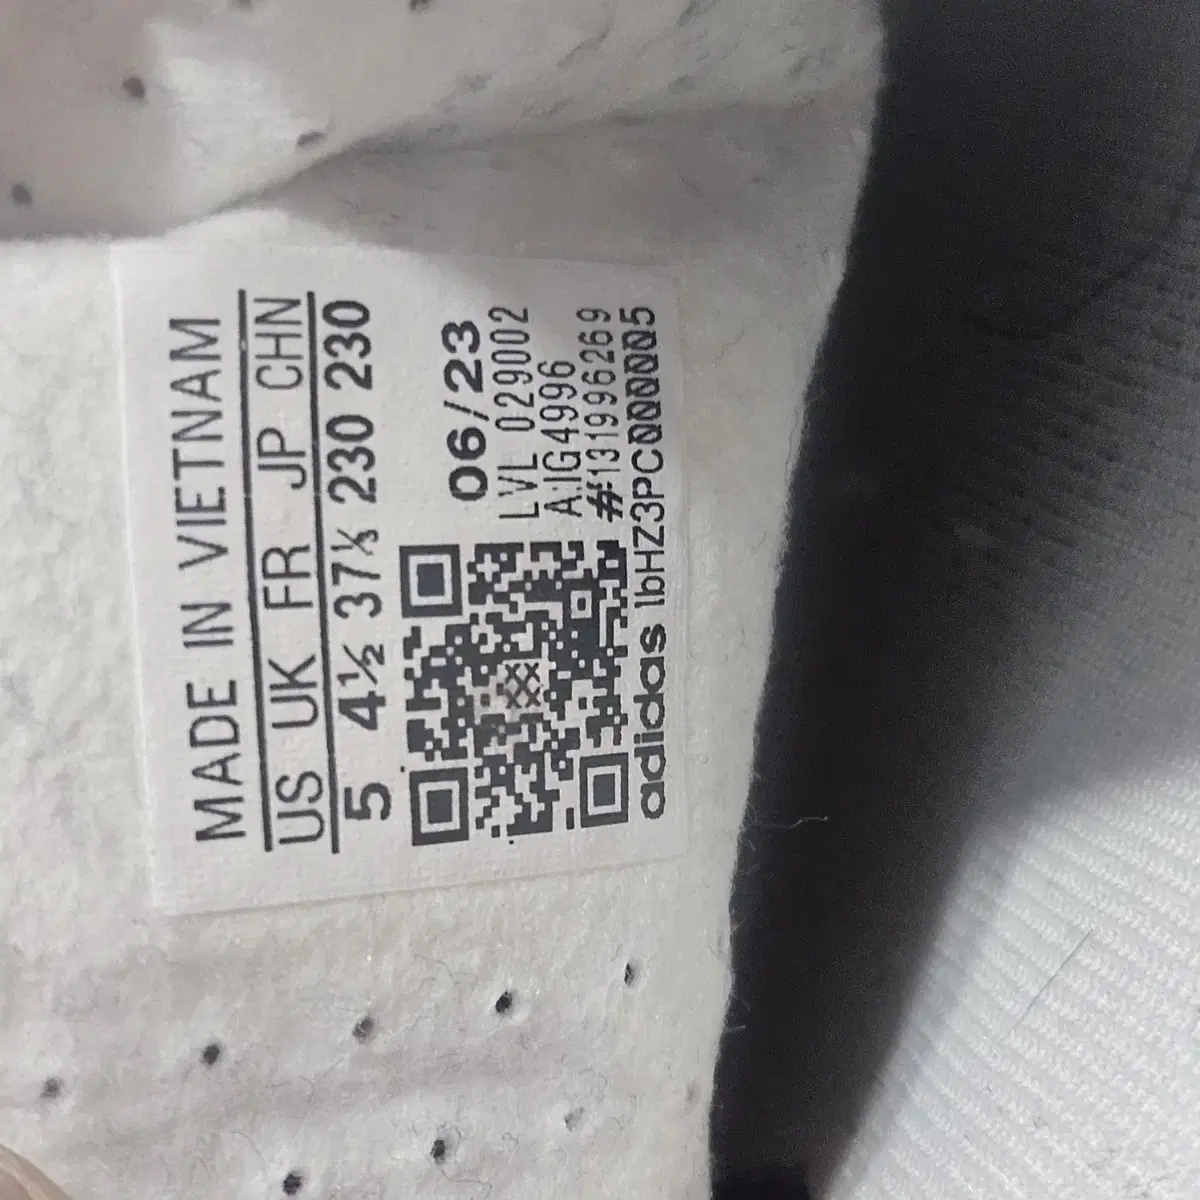 MADE IN VIETNAM
US UK FR JP CHN
5 4½ 37⅓ 230 230
06/23
LVL 029002
A:IG4996
#:131996269
adidas lbHZ3PC000005